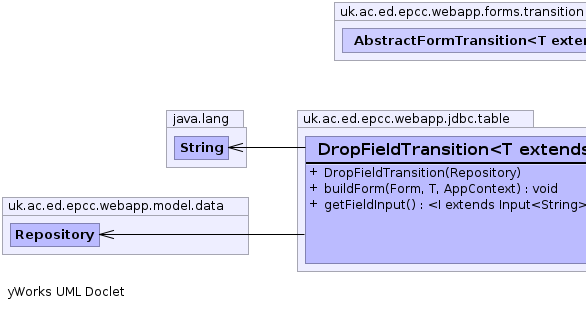 uk.ac.ed.epcc.webapp.forms.transition
AbstractFormTransition<T exte
java.lang
String
uk.ac.ed.epcc.webapp.jdbc.table
DropFieldTransition<T extends
+ DropFieldTransition(Repository)
+ buildForm(Form, T, AppContext) : void
+ getFieldInput() : <I extends Input<String>
uk.ac.ed.epcc.webapp.model.data
Repository
yWorks UML Doclet